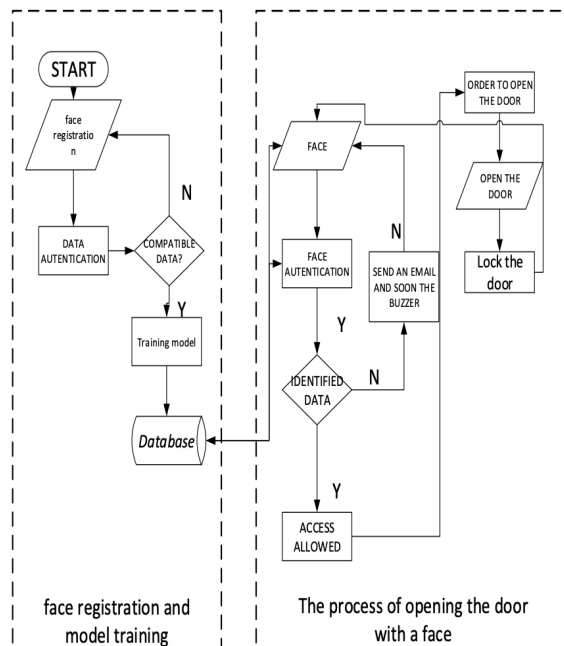 START
face
registratio
n
N
DATA
AUTENTICATION
COMPATIBLE
DATA?
Y
Training model
Database
face registration and
model training
ORDER TO OPEN
THE DOOR
FACE
OPEN THE
DOOR
N
FACE
AUTENTICATION
SEND AN EMAIL
AND SOON THE
BUZZER
Lock the
door
Y
IDENTIFIED
DATA
N
Y
ACCESS
ALLOWED
The process of opening the door
with a face